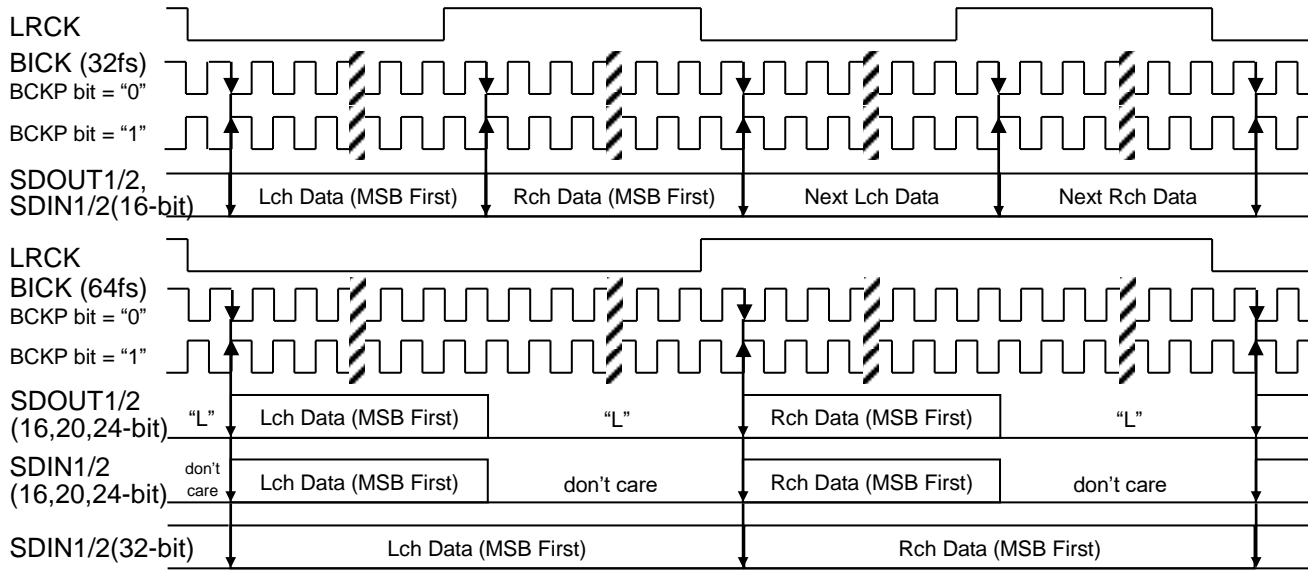 LRCK
BICK (32fs)
BCKP bit = “0”
BCKP bit = “1”
SDOUT1/2,
SDIN1/2(16-bit)
Lch Data (MSB First)
Rch Data (MSB First)
Next Lch Data
Next Rch Data
LRCK
BICK (64fs)
BCKP bit = “0”
BCKP bit = “1”
SDOUT1/2
(16,20,24-bit)
“L”
Lch Data (MSB First)
“L”
Rch Data (MSB First)
“L”
SDIN1/2
(16,20,24-bit)
don’t
care
Lch Data (MSB First)
don’t care
Rch Data (MSB First)
don’t care
SDIN1/2(32-bit)
Lch Data (MSB First)
Rch Data (MSB First)